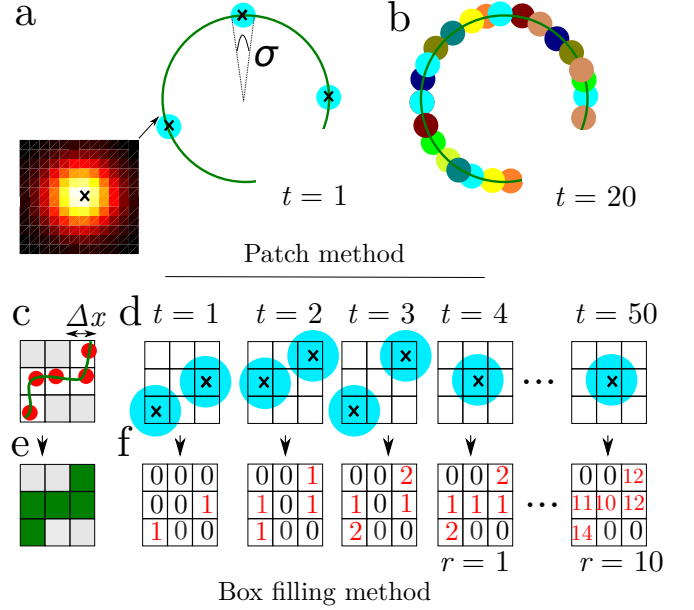 a
b
σ
t = 1
t = 20
Patch method
c
Δx
d
t = 1
t = 2
t = 3
t = 4
t = 50
...
e
f
0 0 0
0 0 1
1 0 0
0 0 1
1 0 1
1 0 0
0 0 2
1 0 1
2 0 0
0 0 2
1 1 1
2 0 0
...
0 0 12
11 10 12
14 0 0
r = 1
r = 10
Box filling method